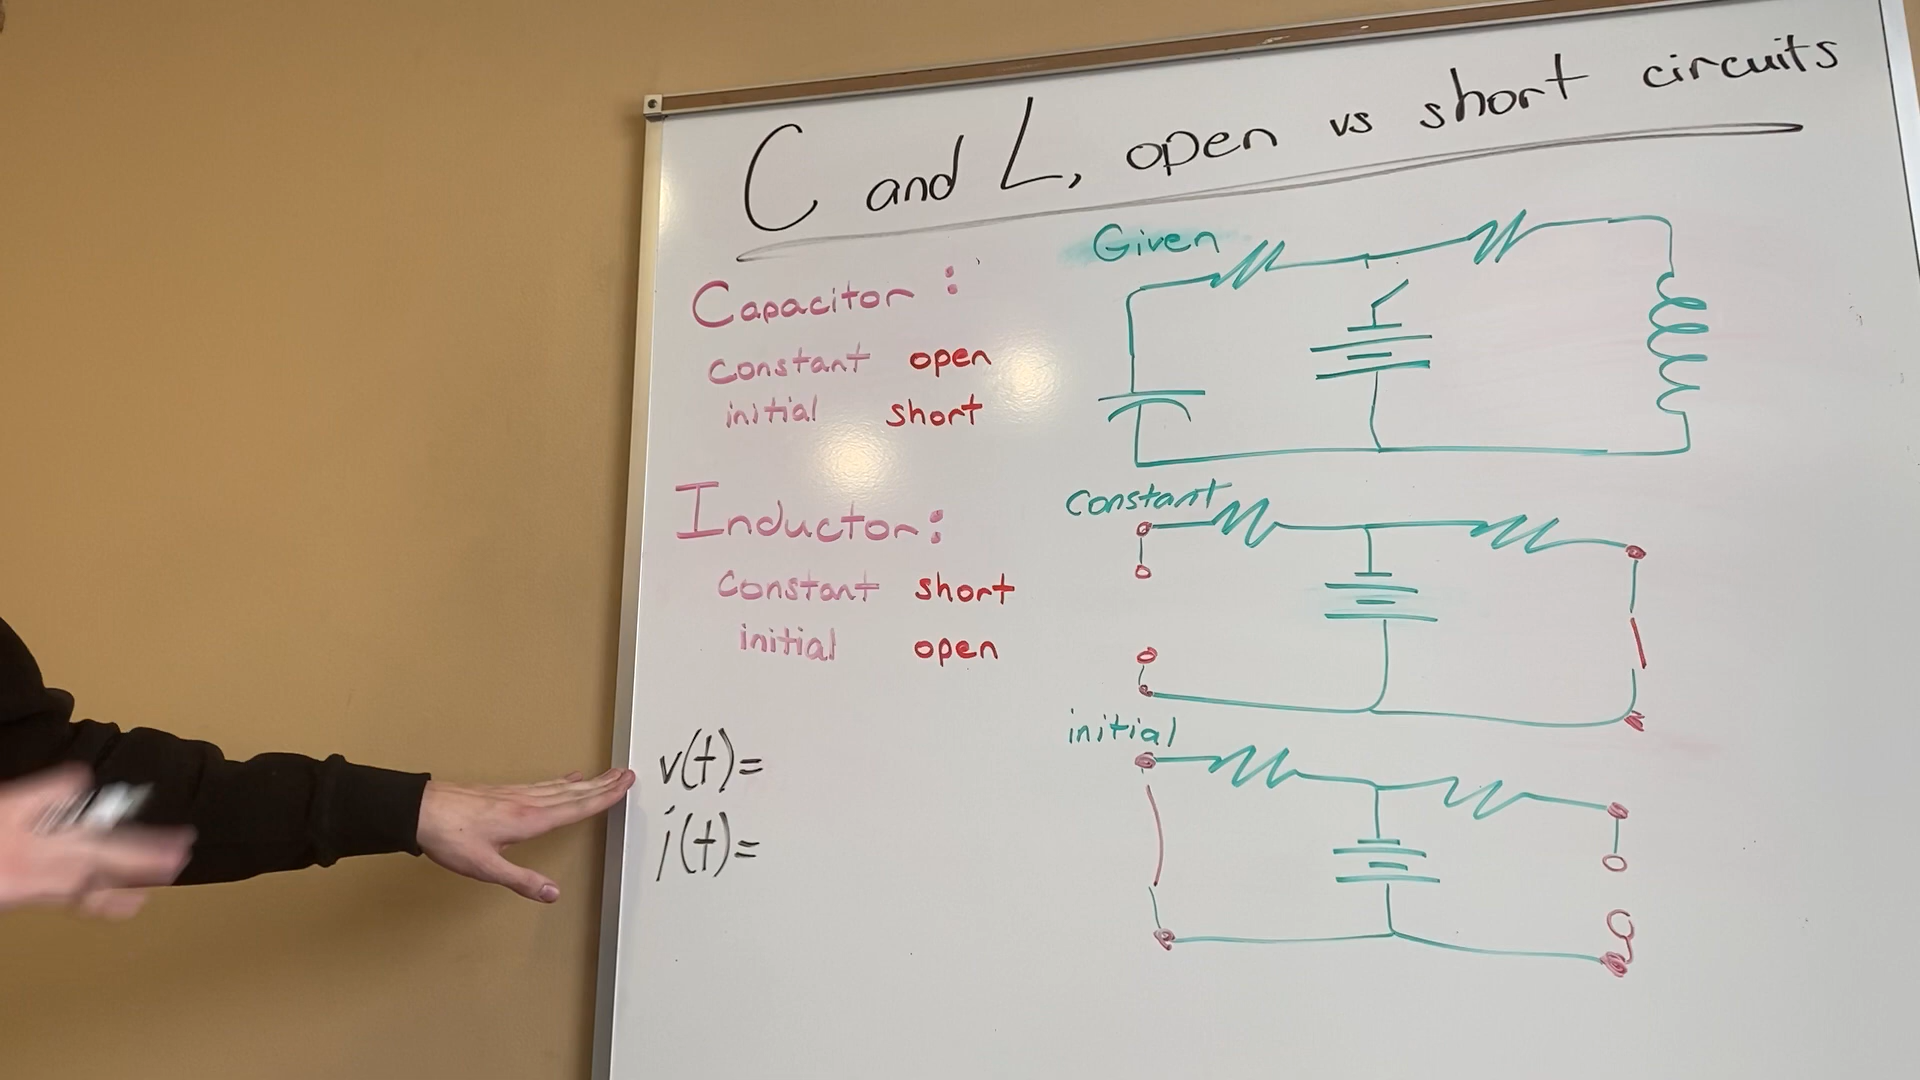 C and L, open vs short circuits
Capacitor:
constant open
initial short
Inductor:
constant short
initial open
v(t)=
i(t)=
Given
Constant
initial